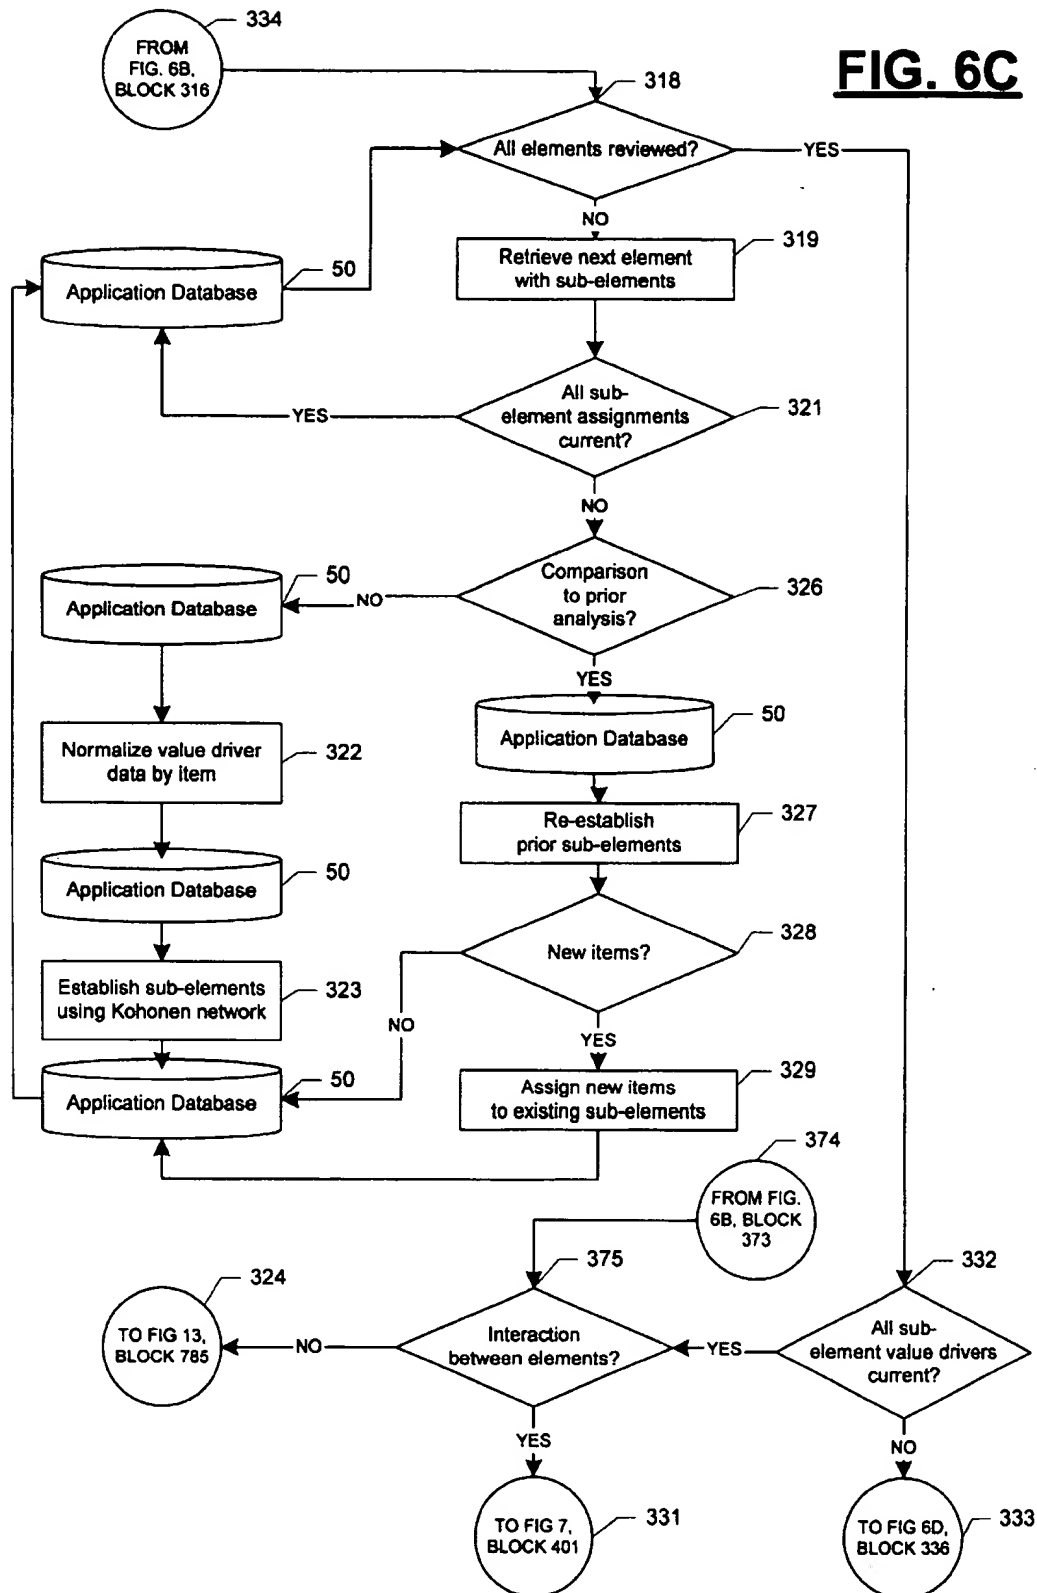 334
FROM
FIG. 6B,
BLOCK 316
FIG. 6C
318
All elements reviewed?
YES
NO
319
Retrieve next element
with sub-elements
50
Application Database
All sub-
element assignments
current?
321
YES
NO
50
Application Database
NO
Comparison
to prior
analysis?
326
YES
50
Application Database
Normalize value driver
data by item
322
Re-establish
prior sub-elements
327
50
Application Database
New items?
328
Establish sub-elements
using Kohonen network
323
NO
YES
50
Application Database
Assign new items
to existing sub-elements
329
374
FROM FIG.
6B, BLOCK
373
375
332
324
TO FIG 13,
BLOCK 785
NO
Interaction
between elements?
YES
All sub-
element value drivers
current?
YES
NO
TO FIG 7,
BLOCK 401
331
TO FIG 6D,
BLOCK 336
333